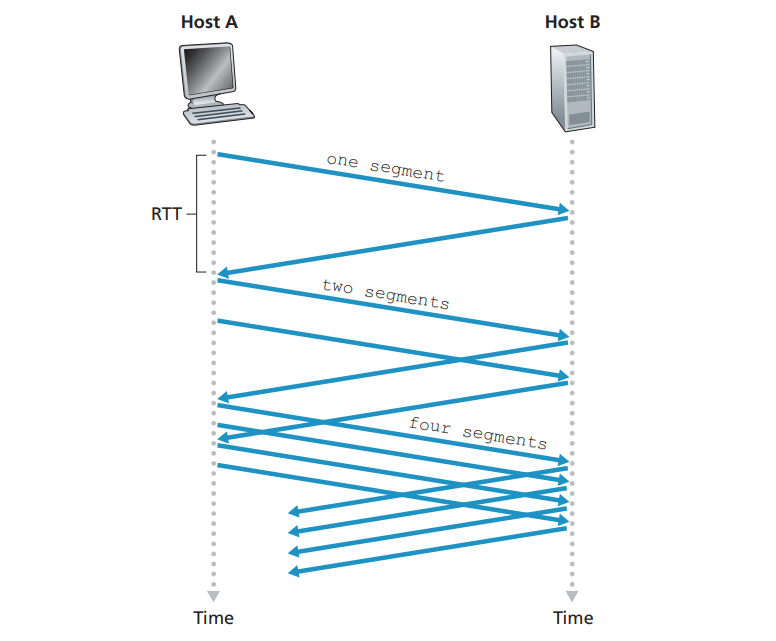 Host A
Host B
one segment
RTT
two segments
four segments
Time
Time